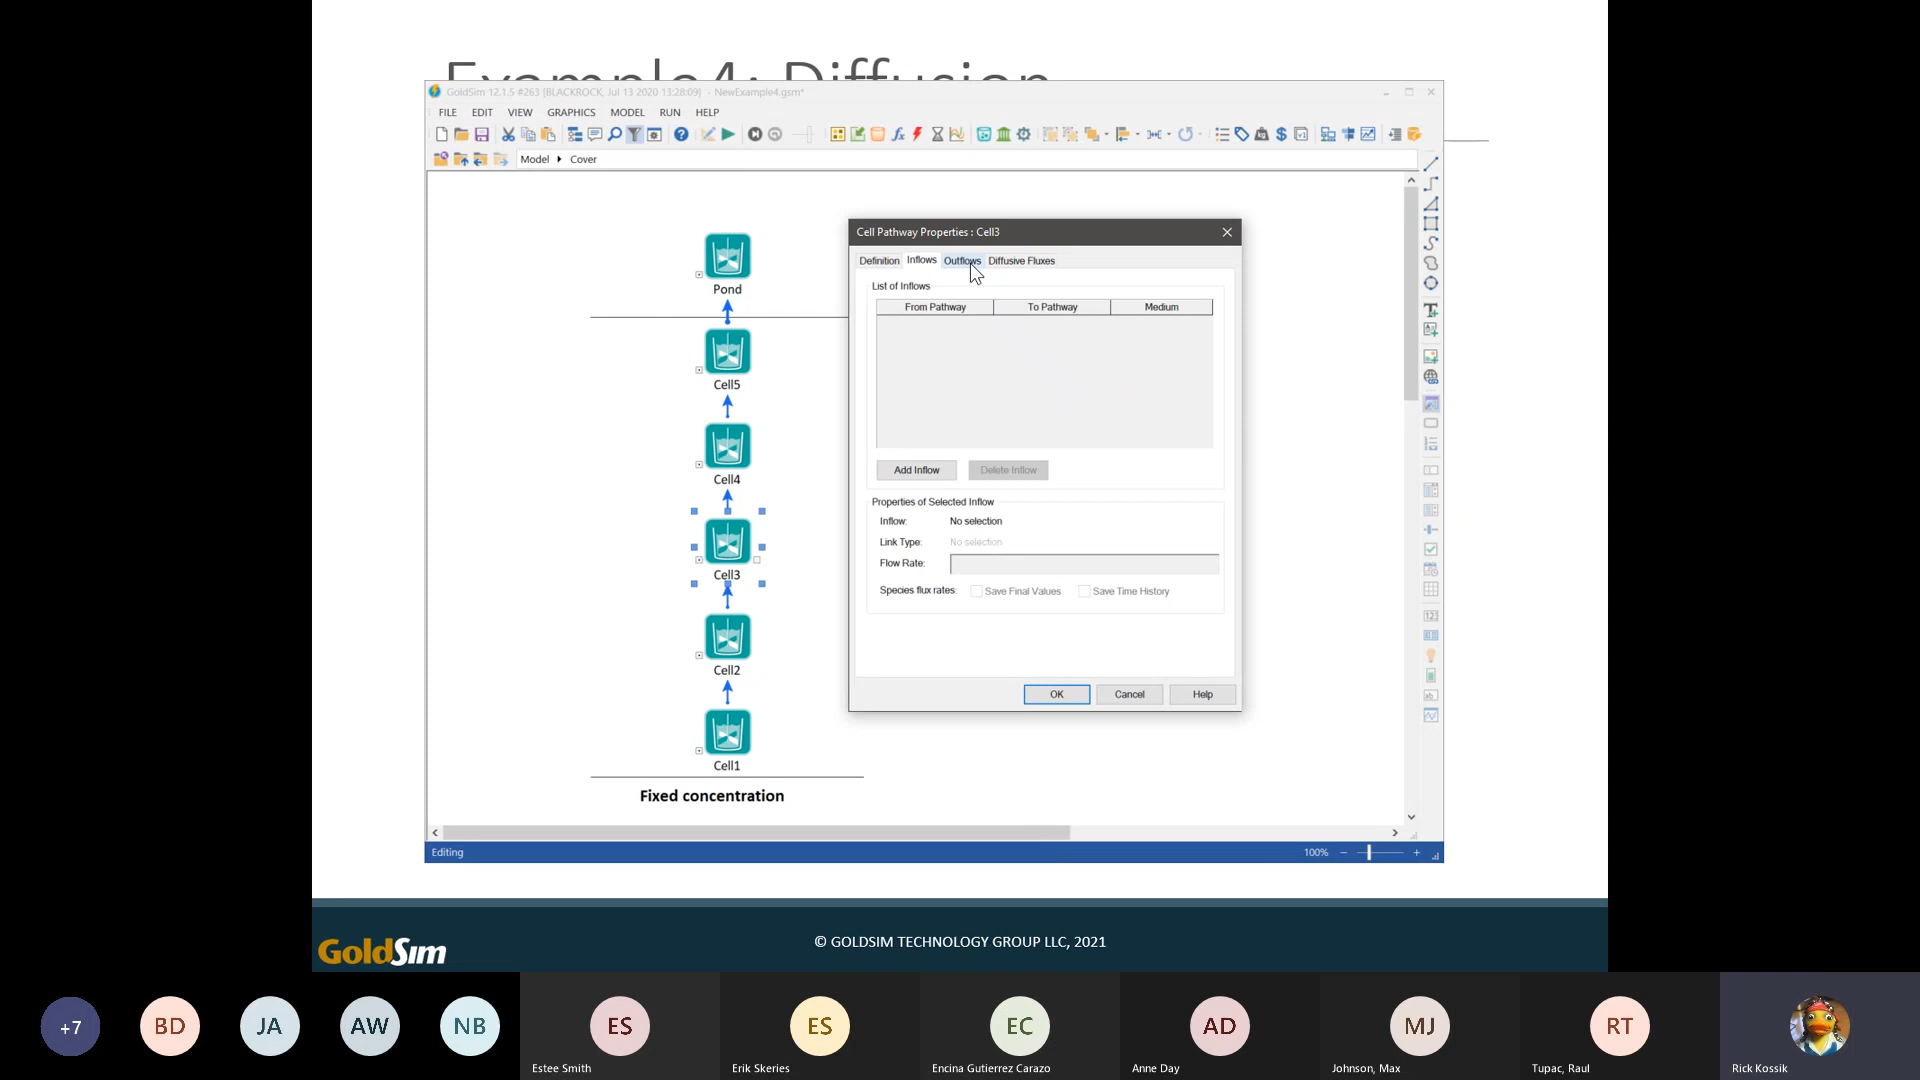 Example4: Diffusion
GoldSim 12.1.5 #263 [BLACKROCK, Jul 13 2020 13:28:09] - NewExample4.gsm*
FILE EDIT VIEW GRAPHICS MODEL RUN HELP
Model Cover
Pond
Cell5
Cell4
Cell3
Cell2
Cell1
Fixed concentration
Cell Pathway Properties : Cell3
Definition Inflows Outflows Diffusive Fluxes
List of Inflows
From Pathway To Pathway Medium
Add Inflow Delete Inflow
Properties of Selected Inflow
Inflow: No selection
Link Type: No selection
Flow Rate:
Species flux rates: Save Final Values Save Time History
OK Cancel Help
Editing 100%
GoldSim
© GOLDSIM TECHNOLOGY GROUP LLC, 2021
+7 BD JA AW NB ES ES EC AD MJ RT
Estee Smith Erik Skeries Encina Gutierrez Carazo Anne Day Johnson, Max Tupac, Raul Rick Kossik